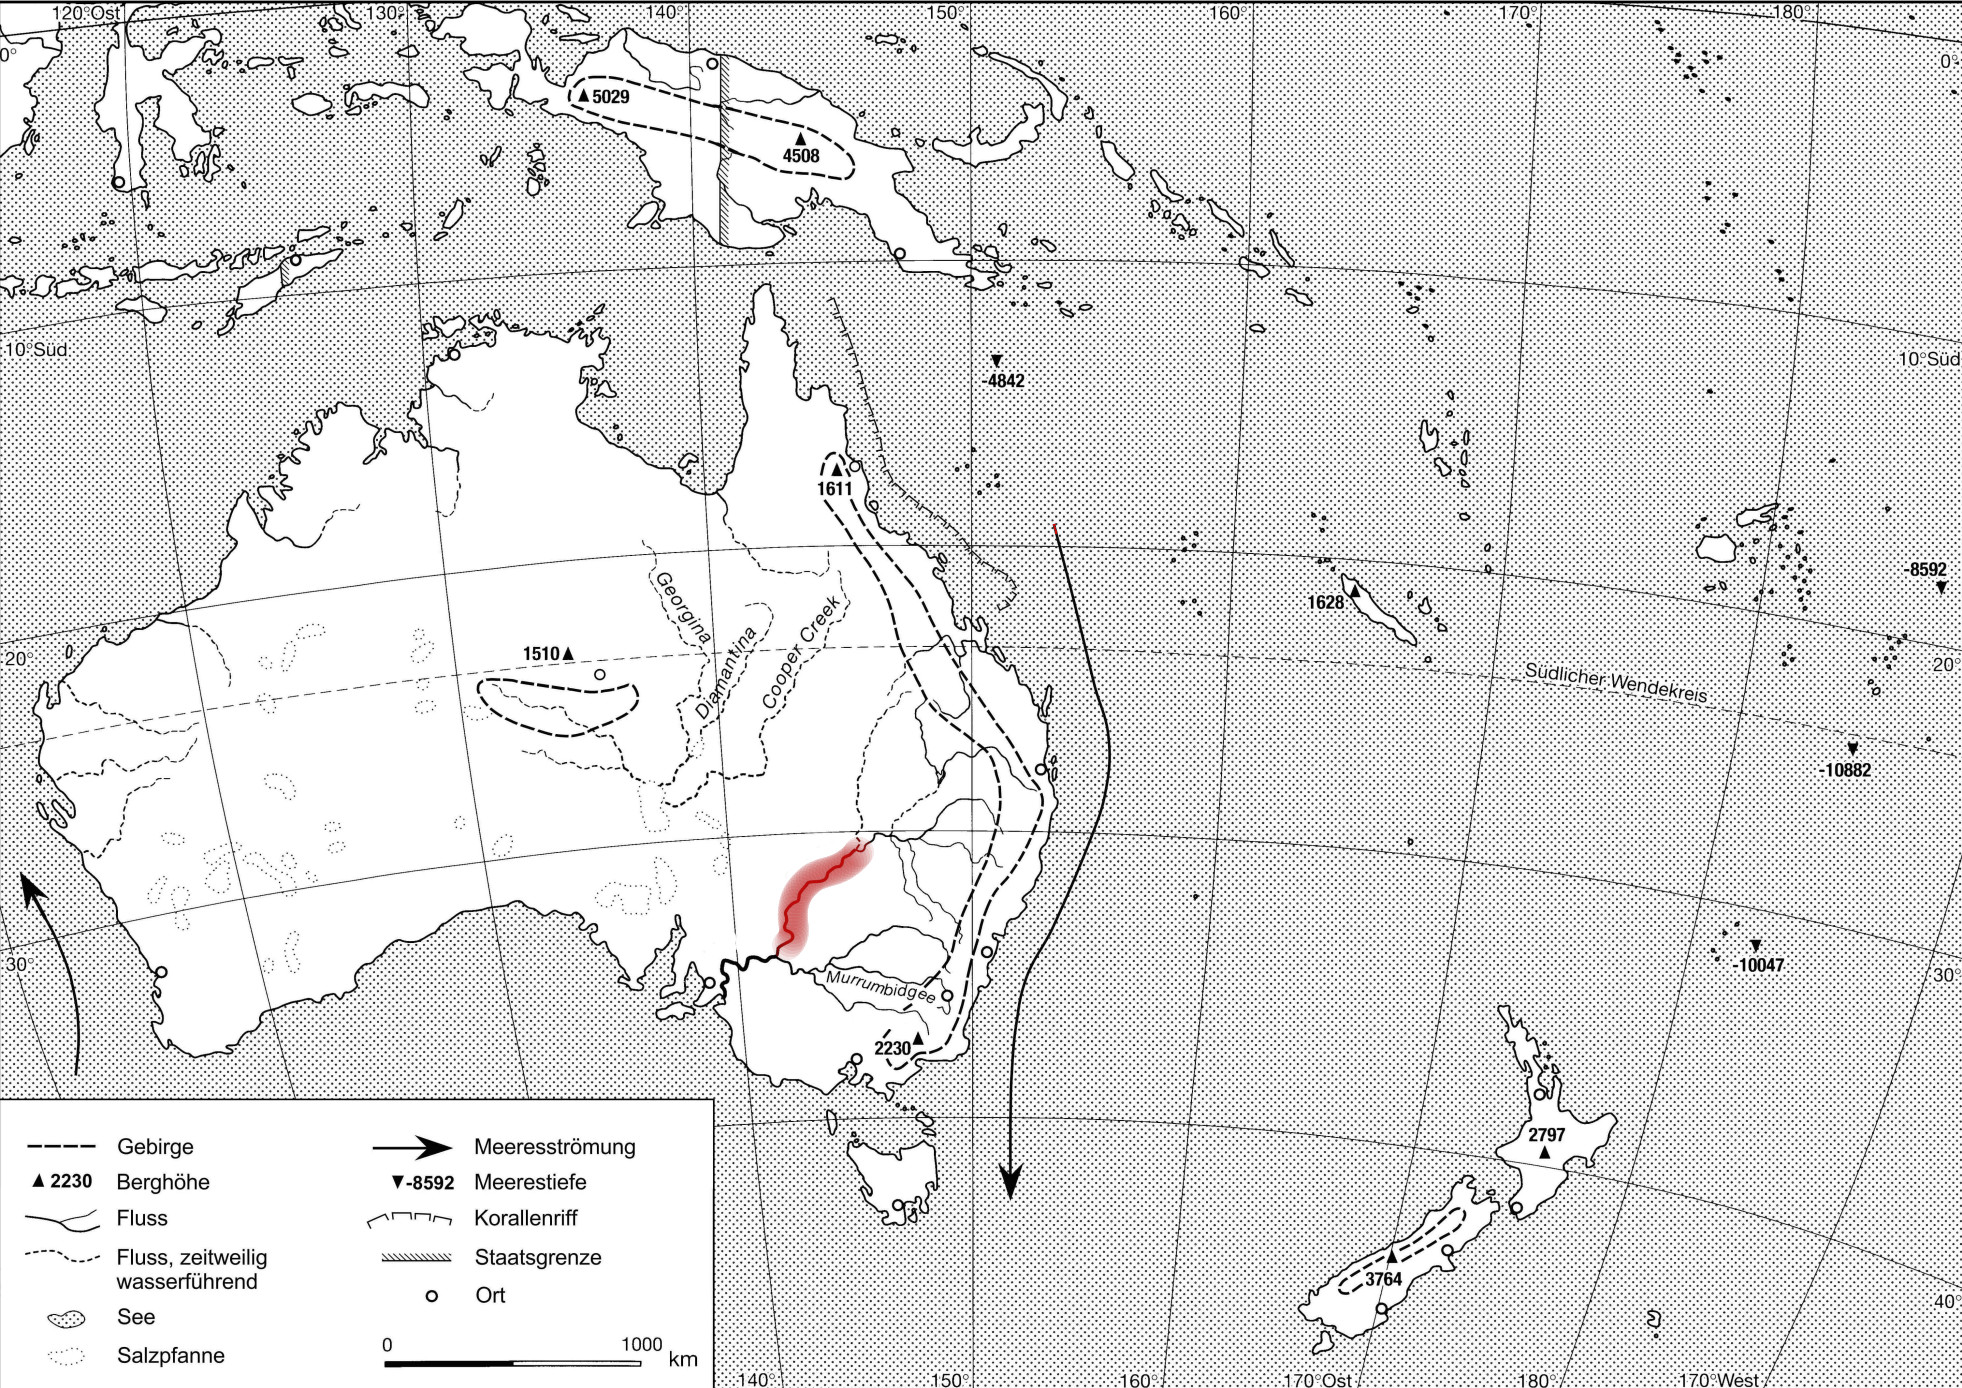 120°Ost
130°
140°
150°
160°
170°
180°
0°
0°
5029
4508
10°Süd
10°Süd
-4842
1611
-8592
Georgina
Diamantina
Cooper Creek
1628
1510
20°
20°
Südlicher Wendekreis
-10882
30°
30°
-10047
Murrumbidgee
2230
2797
3764
40°
Gebirge
2230 Berghöhe
Fluss
Fluss, zeitweilig
wasserführend
See
Salzpfanne
Meeresströmung
-8592 Meerestiefe
Korallenriff
Staatsgrenze
Ort
0 1000 km
140°
150°
160°
170°Ost
180°
170°West